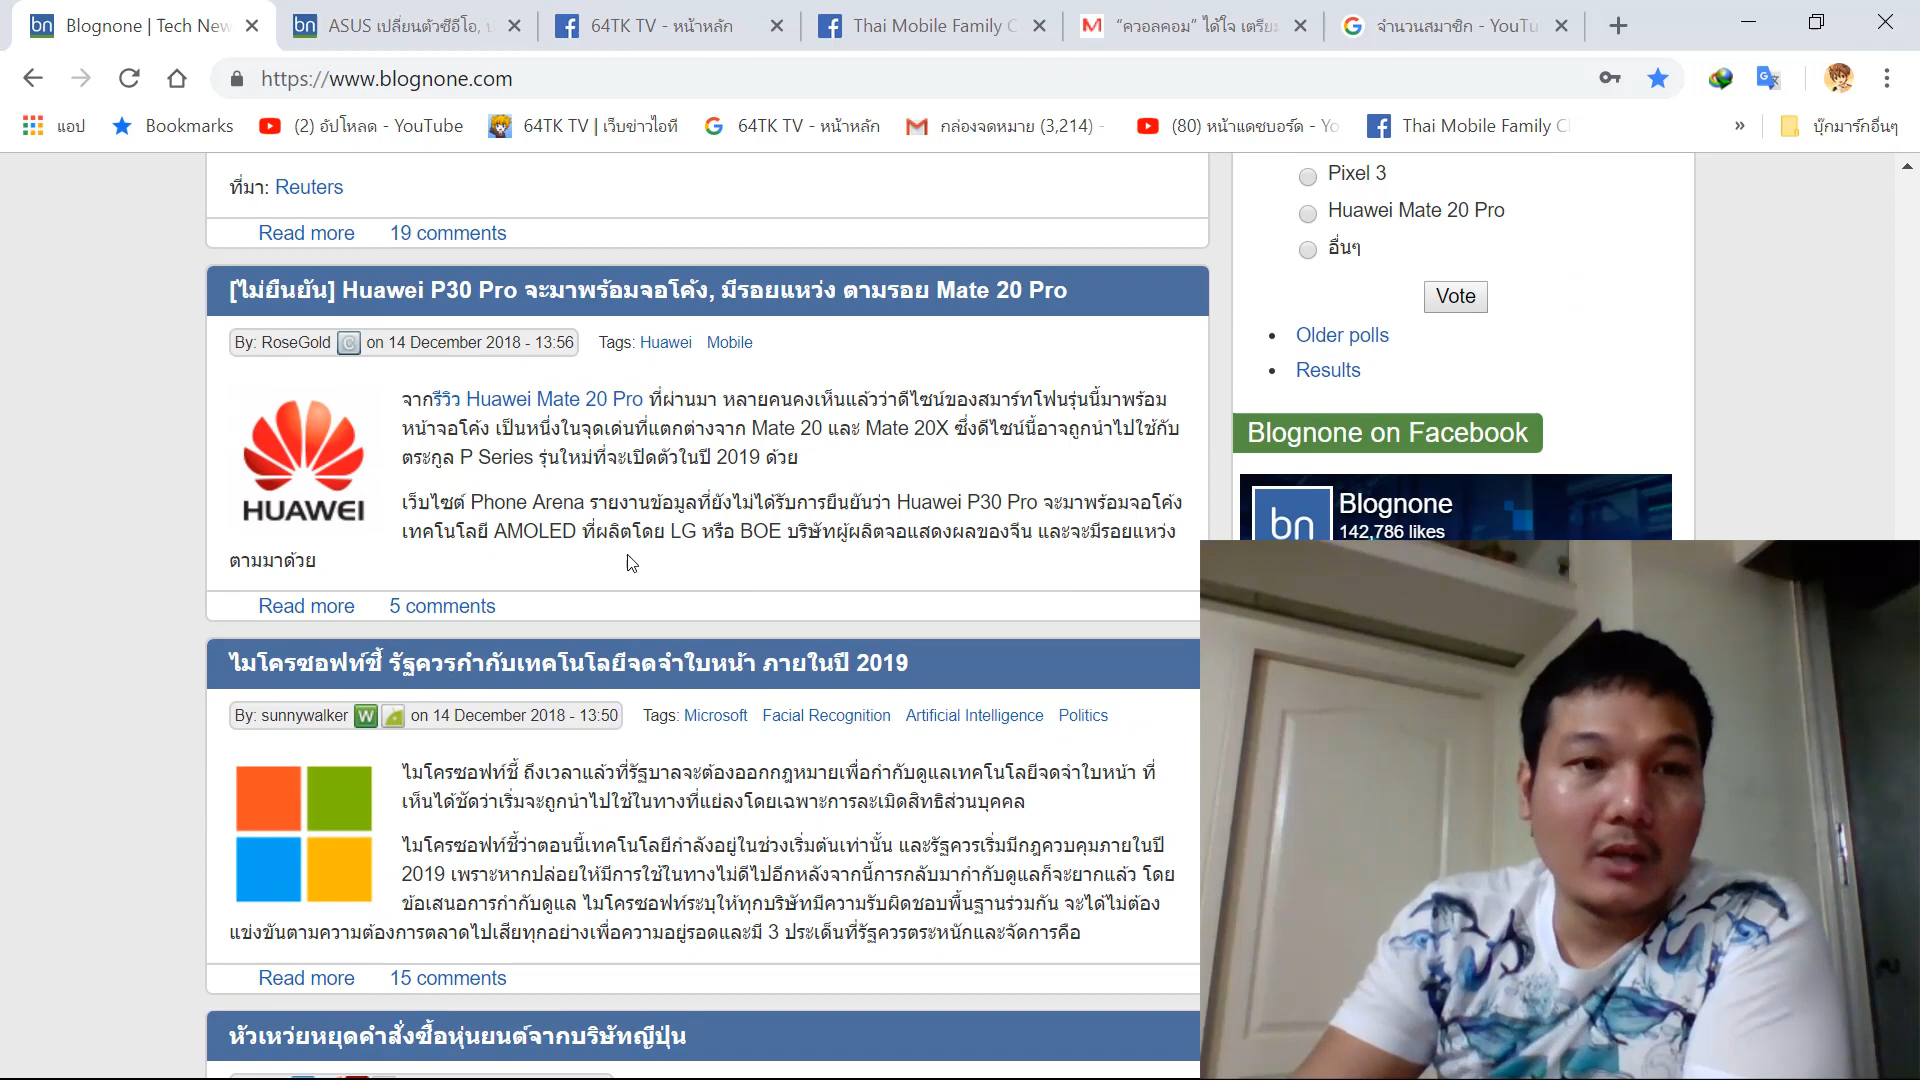 Blognone | Tech New
ASUS เปลี่ยนตัวซีอีโอ,
64TK TV - หน้าหลัก
Thai Mobile Family C
"ควอลคอม" ได้ใจ เตรีย
จำนวนสมาชิก - YouTu
https://www.blognone.com
แอป
Bookmarks
(2) อัปโหลด - YouTube
64TK TV | เว็บข่าวไอที
64TK TV - หน้าหลัก
กล่องจดหมาย (3,214) -
(80) หน้าแดชบอร์ด - Yo
Thai Mobile Family Cl
»
บุ๊กมาร์กอื่นๆ
ที่มา: Reuters
Read more 19 comments
[ไม่ยืนยัน] Huawei P30 Pro จะมาพร้อมจอโค้ง, มีรอยแหว่ง ตามรอย Mate 20 Pro
By: RoseGold C on 14 December 2018 - 13:56 Tags: Huawei Mobile
HUAWEI
จากรีวิว Huawei Mate 20 Pro ที่ผ่านมา หลายคนคงเห็นแล้วว่าดีไซน์ของสมาร์ทโฟนรุ่นนี้มาพร้อม
หน้าจอโค้ง เป็นหนึ่งในจุดเด่นที่แตกต่างจาก Mate 20 และ Mate 20X ซึ่งดีไซน์นี้อาจถูกนำไปใช้กับ
ตระกูล P Series รุ่นใหม่ที่จะเปิดตัวในปี 2019 ด้วย
เว็บไซต์ Phone Arena รายงานข้อมูลที่ยังไม่ได้รับการยืนยันว่า Huawei P30 Pro จะมาพร้อมจอโค้ง
เทคโนโลยี AMOLED ที่ผลิตโดย LG หรือ BOE บริษัทผู้ผลิตจอแสดงผลของจีน และจะมีรอยแหว่ง
ตามมาด้วย
Read more 5 comments
ไมโครซอฟท์ชี้ รัฐควรกำกับเทคโนโลยีจดจำใบหน้า ภายในปี 2019
By: sunnywalker W on 14 December 2018 - 13:50 Tags: Microsoft Facial Recognition Artificial Intelligence Politics
ไมโครซอฟท์ชี้ ถึงเวลาแล้วที่รัฐบาลจะต้องออกกฎหมายเพื่อกำกับดูแลเทคโนโลยีจดจำใบหน้า ที่
เห็นได้ชัดว่าเริ่มจะถูกนำไปใช้ในทางที่แย่ลงโดยเฉพาะการละเมิดสิทธิส่วนบุคคล
ไมโครซอฟท์ชี้ว่าตอนนี้เทคโนโลยีกำลังอยู่ในช่วงเริ่มต้นเท่านั้น และรัฐควรเริ่มมีกฎควบคุมภายในปี
2019 เพราะหากปล่อยให้มีการใช้ในทางไม่ดีไปอีกหลังจากนี้การกลับมากำกับดูแลก็จะยากแล้ว โดย
ข้อเสนอการกำกับดูแล ไมโครซอฟท์ระบุให้ทุกบริษัทมีความรับผิดชอบพื้นฐานร่วมกัน จะได้ไม่ต้อง
แข่งขันตามความต้องการตลาดไปเสียทุกอย่างเพื่อความอยู่รอดและมี 3 ประเด็นที่รัฐควรตระหนักและจัดการคือ
Read more 15 comments
หัวเหว่ยหยุดคำสั่งซื้อหุ่นยนต์จากบริษัทญี่ปุ่น
Pixel 3
Huawei Mate 20 Pro
อื่นๆ
Vote
Older polls
Results
Blognone on Facebook
bn
Blognone
142,786 likes